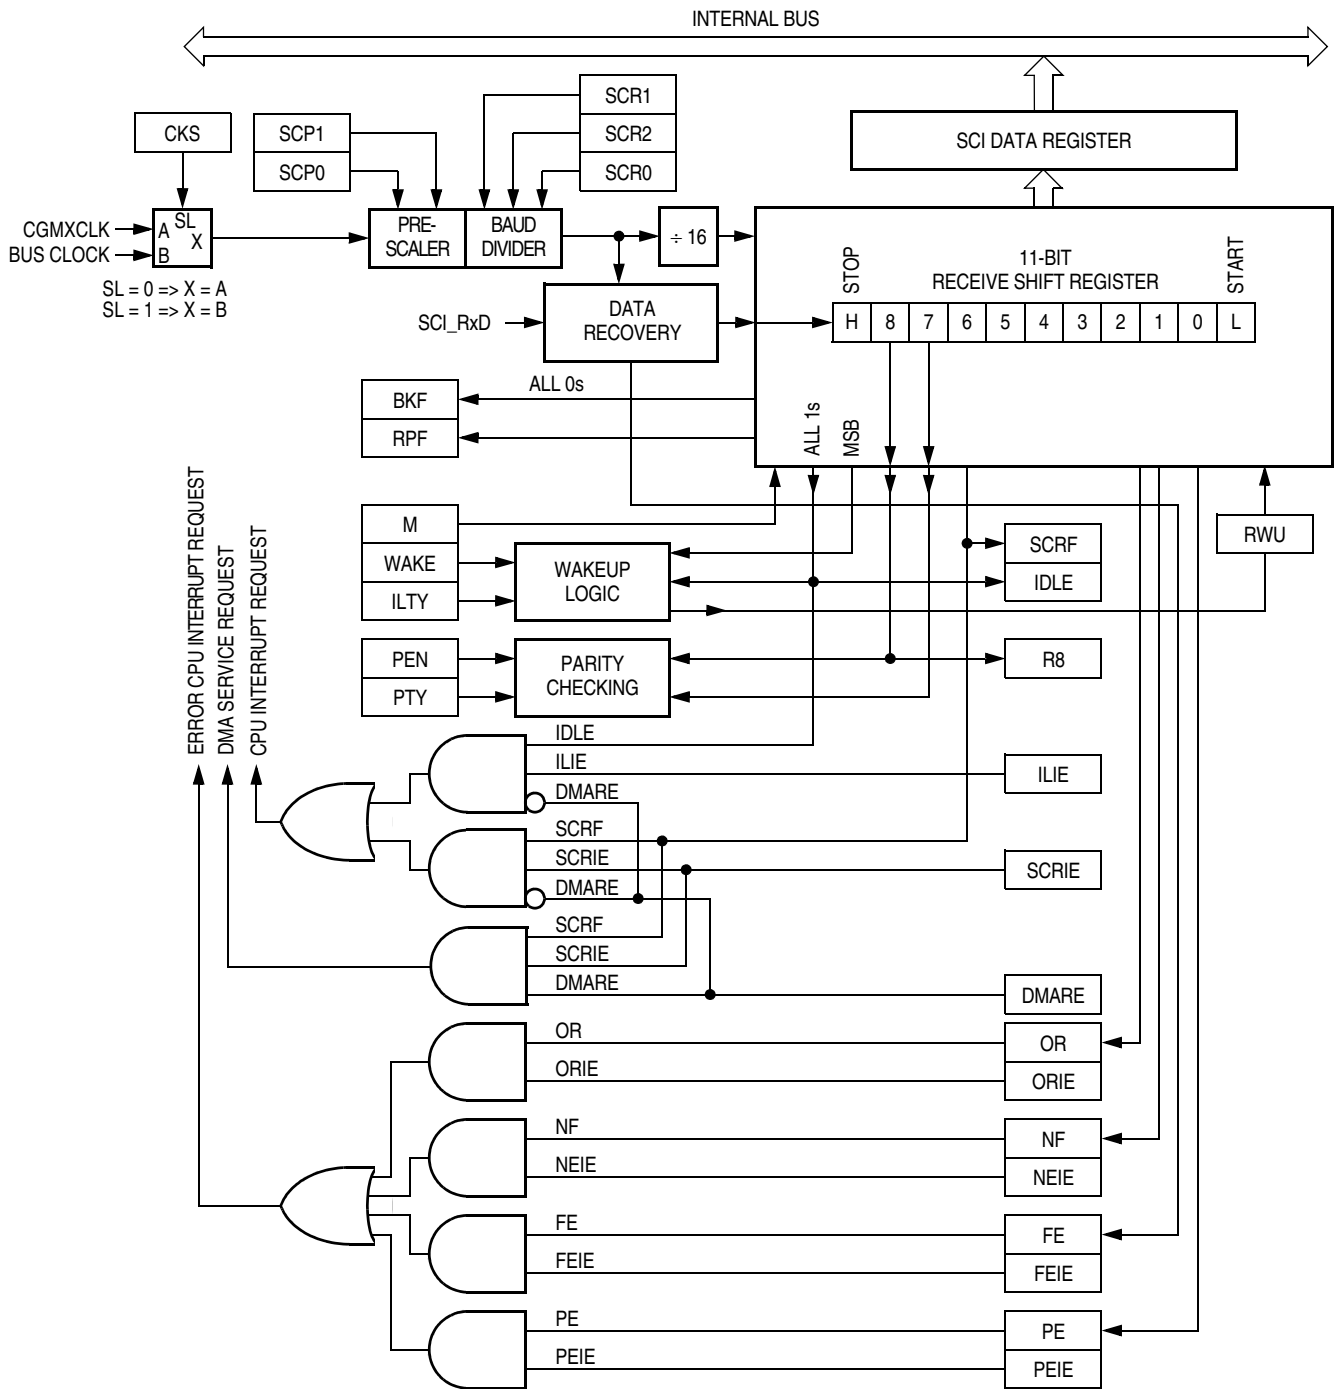 INTERNAL BUS
SCR1
SCR2
SCR0
CKS
SCP1
SCP0
SCI DATA REGISTER
CGMXCLK
BUS CLOCK
A
SL
X
B
SL = 0 => X = A
SL = 1 => X = B
PRE-
SCALER
BAUD
DIVIDER
÷ 16
STOP
11-BIT
RECEIVE SHIFT REGISTER
START
H 8 7 6 5 4 3 2 1 0 L
SCI_RxD
DATA
RECOVERY
ALL 0s
BKF
RPF
ALL 1s
MSB
M
WAKE
ILTY
WAKEUP
LOGIC
SCRF
IDLE
RWU
PEN
PTY
PARITY
CHECKING
R8
ERROR CPU INTERRUPT REQUEST
DMA SERVICE REQUEST
CPU INTERRUPT REQUEST
IDLE
ILIE
DMARE
ILIE
SCRF
SCRIE
DMARE
SCRIE
SCRF
SCRIE
DMARE
DMARE
OR
ORIE
OR
ORIE
NF
NEIE
NF
NEIE
FE
FEIE
FE
FEIE
PE
PEIE
PE
PEIE